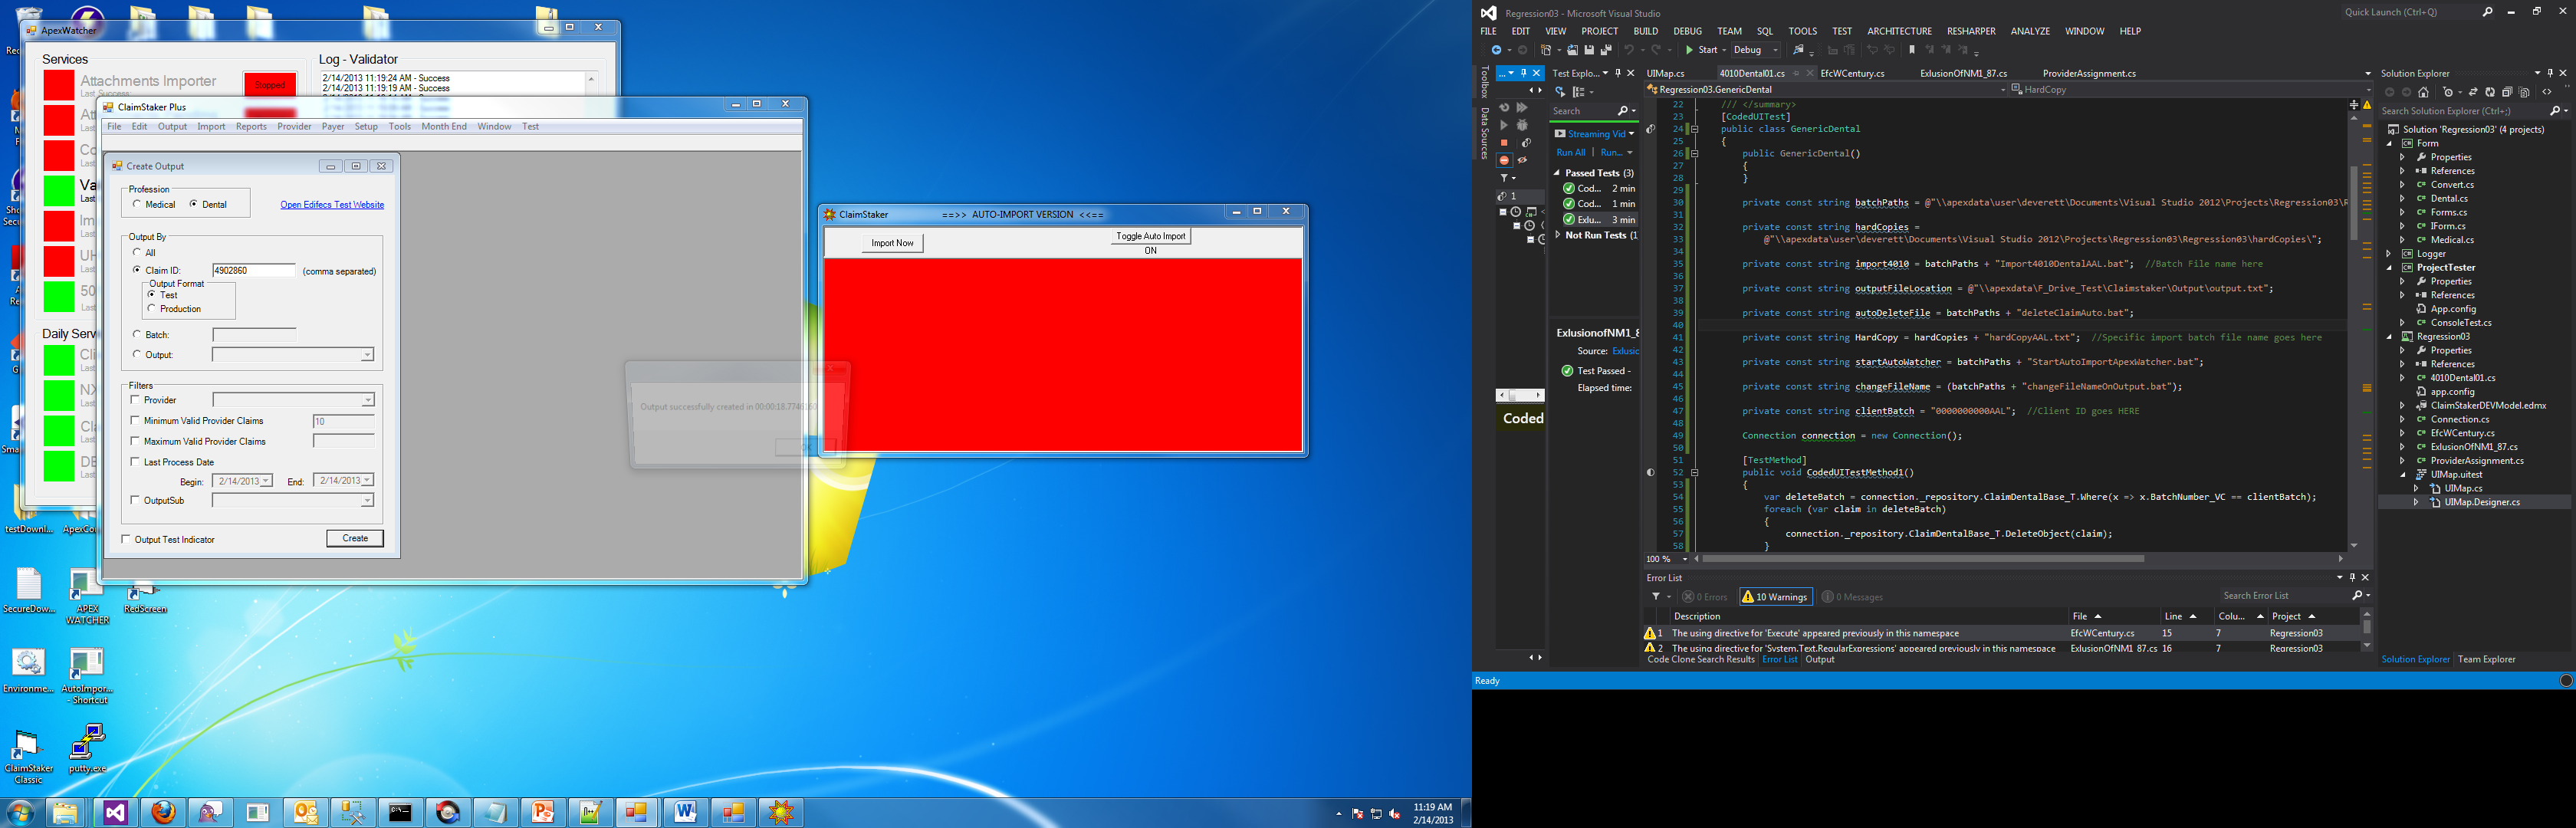 ApexWatcher
Services
Attachments Importer
Stopped
Log - Validator
2/14/2013 11:19:24 AM - Success
2/14/2013 11:19:19 AM - Success
ClaimStaker Plus
File Edit Output Import Reports Provider Payer Setup Tools Month End Window Test
Create Output
Profession
Medical Dental
Open Edifecs Test Website
Output By
All
Claim ID: 4902860 (comma separated)
Output Format
Test
Production
Batch:
Output:
Filters
Provider
Minimum Valid Provider Claims 10
Maximum Valid Provider Claims
Last Process Date
Begin: 2/14/2013 End: 2/14/2013
OutputSub
Output Test Indicator
Create
Daily Serv
Output successfully created in
ClaimStaker ==>> AUTO-IMPORT VERSION <<==
Import Now
Toggle Auto Import
ON
testDownl...
ApexCo
SecureDow...
APEX WATCHER
RedScreen
Environme...
AutoImpor... - Shortcut
ClaimStaker Classic
putty.exe
11:19 AM
2/14/2013
Regression03 - Microsoft Visual Studio
Quick Launch (Ctrl+Q)
FILE EDIT VIEW PROJECT BUILD DEBUG TEAM SQL TOOLS TEST ARCHITECTURE RESHARPER ANALYZE WINDOW HELP
Start Debug
Toolbox
Data Sources
1
Coded
Test Explo...
Search
Streaming Vid
Run All | Run...
Passed Tests (3)
Cod... 2 min
Cod... 1 min
Exlu... 3 min
Not Run Tests (1
ExlusionofNM1_8
Source: Exlusic
Test Passed -
Elapsed time:
UIMap.cs 4010Dental01.cs EfcWCentury.cs ExlusionOfNM1_87.cs ProviderAssignment.cs
Regression03.GenericDental HardCopy
22 /// </summary>
23 [CodedUITest]
24 public class GenericDental
25 {
26 public GenericDental()
27 {
28 }
29
30 private const string batchPaths = @"\\apexdata\user\deverett\Documents\Visual Studio 2012\Projects\Regression03\R
31
32 private const string hardCopies =
33 @"\\apexdata\user\deverett\Documents\Visual Studio 2012\Projects\Regression03\Regression03\hardCopies\";
34
35 private const string import4010 = batchPaths + "Import4010DentalAAL.bat"; //Batch File name here
36
37 private const string outputFileLocation = @"\\apexdata\F_Drive_Test\Claimstaker\Output\output.txt";
38
39 private const string autoDeleteFile = batchPaths + "deleteClaimAuto.bat";
40
41 private const string HardCopy = hardCopies + "hardCopyAAL.txt"; //Specific import batch file name goes here
42
43 private const string startAutoWatcher = batchPaths + "StartAutoImportApexWatcher.bat";
44
45 private const string changeFileName = (batchPaths + "changeFileNameOnOutput.bat");
46
47 private const string clientBatch = "0000000000AAL"; //Client ID goes HERE
48
49 Connection connection = new Connection();
50
51 [TestMethod]
52 public void CodedUITestMethod1()
53 {
54 var deleteBatch = connection._repository.ClaimDentalBase_T.Where(x => x.BatchNumber_VC == clientBatch);
55 foreach (var claim in deleteBatch)
56 {
57 connection._repository.ClaimDentalBase_T.DeleteObject(claim);
58 }
100 %
Error List
0 Errors 10 Warnings 0 Messages
Search Error List
Description File Line Colu... Project
1 The using directive for 'Execute' appeared previously in this namespace EfcWCentury.cs 15 7 Regression03
2 The using directive for 'System.Text.RegularExpressions' appeared previously in this namespace ExlusionOfNM1_87.cs 16 7 Regression03
Code Clone Search Results Error List Output
Solution Explorer
Search Solution Explorer (Ctrl+;)
Solution 'Regression03' (4 projects)
Form
Properties
References
Convert.cs
Dental.cs
Forms.cs
IForm.cs
Medical.cs
Logger
ProjectTester
Properties
References
App.config
ConsoleTest.cs
Regression03
Properties
References
4010Dental01.cs
app.config
ClaimStakerDEVModel.edmx
Connection.cs
EfcWCentury.cs
ExlusionOfNM1_87.cs
ProviderAssignment.cs
UIMap.uitest
UIMap.cs
UIMap.Designer.cs
Solution Explorer Team Explorer
Ready